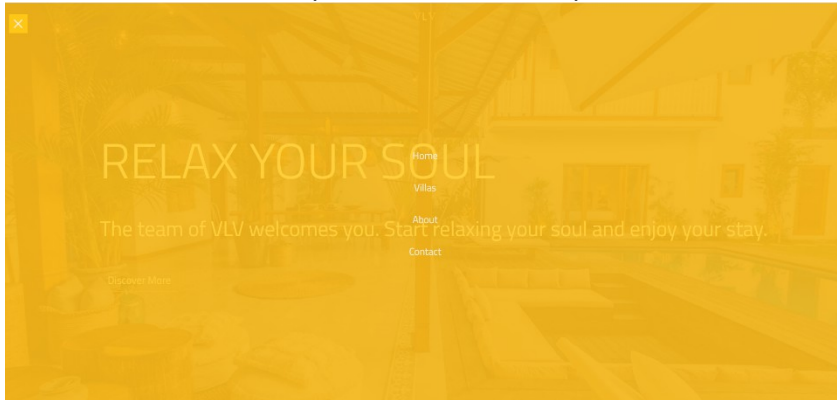 VLV
RELAX YOUR SOUL
Home
Villas
About
The team of VLV welcomes you. Start relaxing your soul and enjoy your stay.
Contact
Discover More